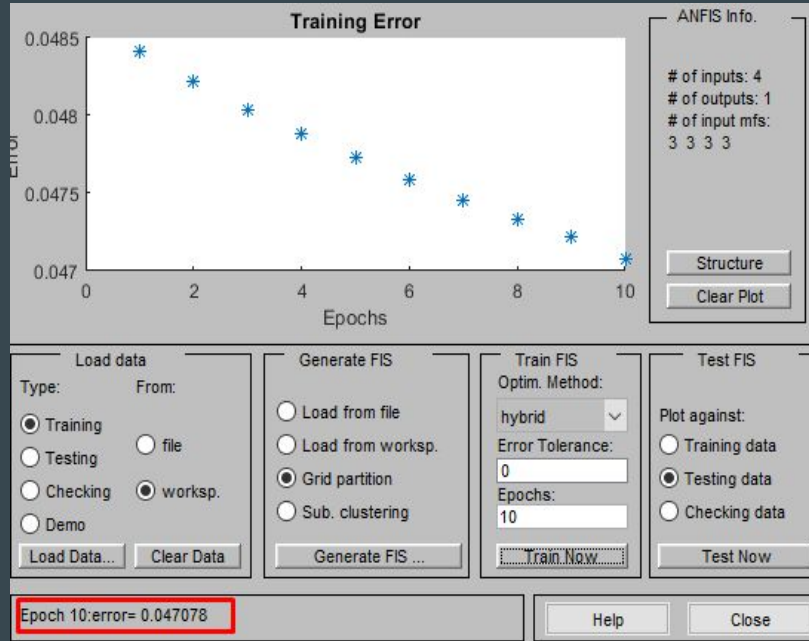 Training Error
0.0485
0.048
0.0475
0.047
Error
0 2 4 6 8 10
Epochs
ANFIS Info.
# of inputs: 4
# of outputs: 1
# of input mfs:
3 3 3 3
Structure
Clear Plot
Load data
Type: From:
Training
Testing
Checking
Demo
file
worksp.
Load Data... Clear Data
Generate FIS
Load from file
Load from worksp.
Grid partition
Sub. clustering
Generate FIS ...
Train FIS
Optim. Method:
hybrid
Error Tolerance:
0
Epochs:
10
Train Now
Test FIS
Plot against:
Training data
Testing data
Checking data
Test Now
Epoch 10:error= 0.047078
Help Close